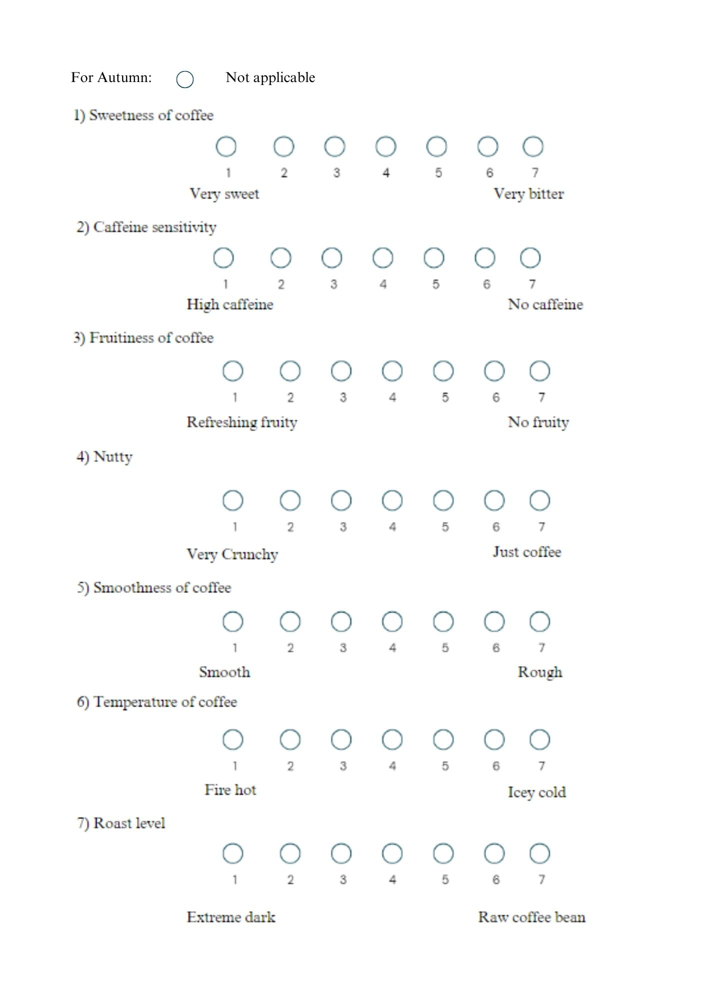 For Autumn: Not applicable
1) Sweetness of coffee
1 2 3 4 5 6 7
Very sweet Very bitter
2) Caffeine sensitivity
1 2 3 4 5 6 7
High caffeine No caffeine
3) Fruitiness of coffee
1 2 3 4 5 6 7
Refreshing fruity No fruity
4) Nutty
1 2 3 4 5 6 7
Very Crunchy Just coffee
5) Smoothness of coffee
1 2 3 4 5 6 7
Smooth Rough
6) Temperature of coffee
1 2 3 4 5 6 7
Fire hot Icey cold
7) Roast level
1 2 3 4 5 6 7
Extreme dark Raw coffee bean